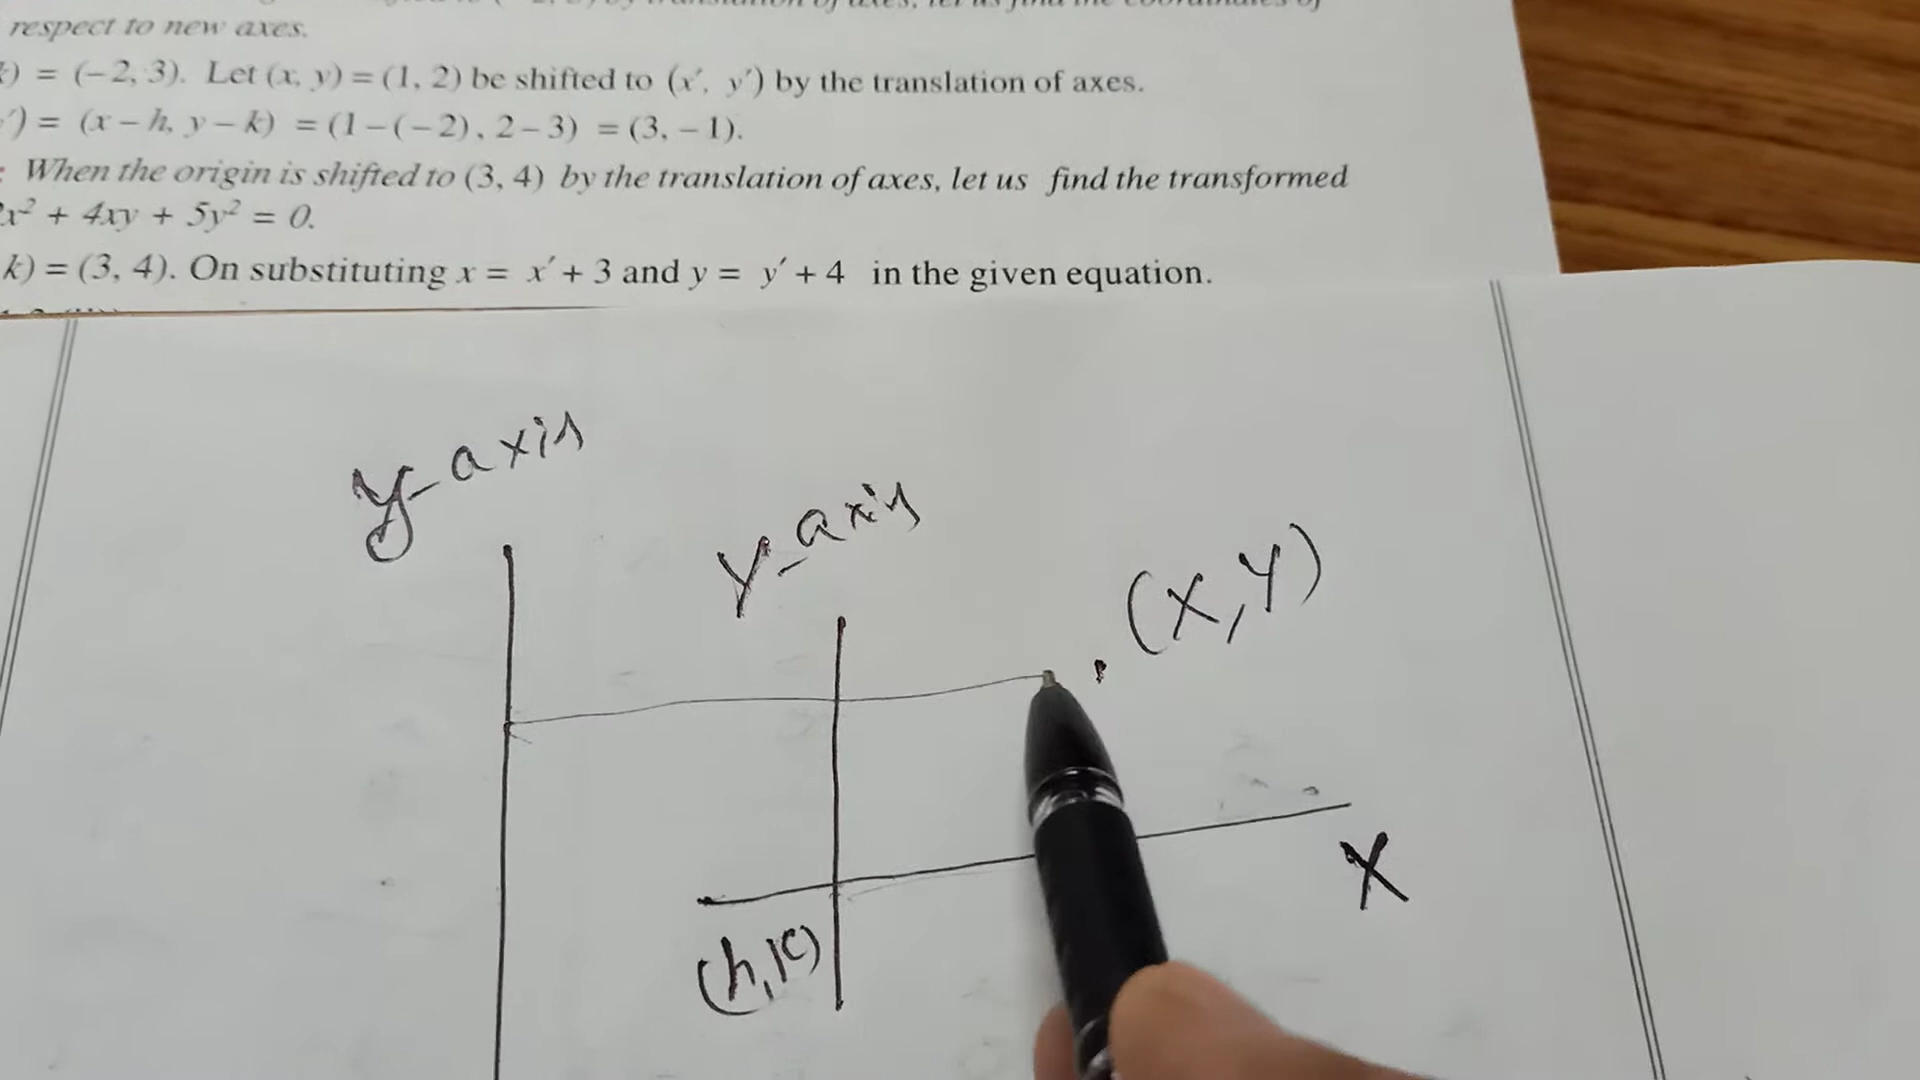 respect to new axes.
) = (−2, 3). Let (x, y) = (1, 2) be shifted to (x′, y′) by the translation of axes.
′) = (x − h, y − k) = (1 − (−2), 2 − 3) = (3, −1).
: When the origin is shifted to (3, 4) by the translation of axes, let us find the transformed
x² + 4xy + 5y² = 0.
k) = (3, 4). On substituting x = x′ + 3 and y = y′ + 4 in the given equation.
y-axis
Y-axis
(X,Y)
X
(h,k)